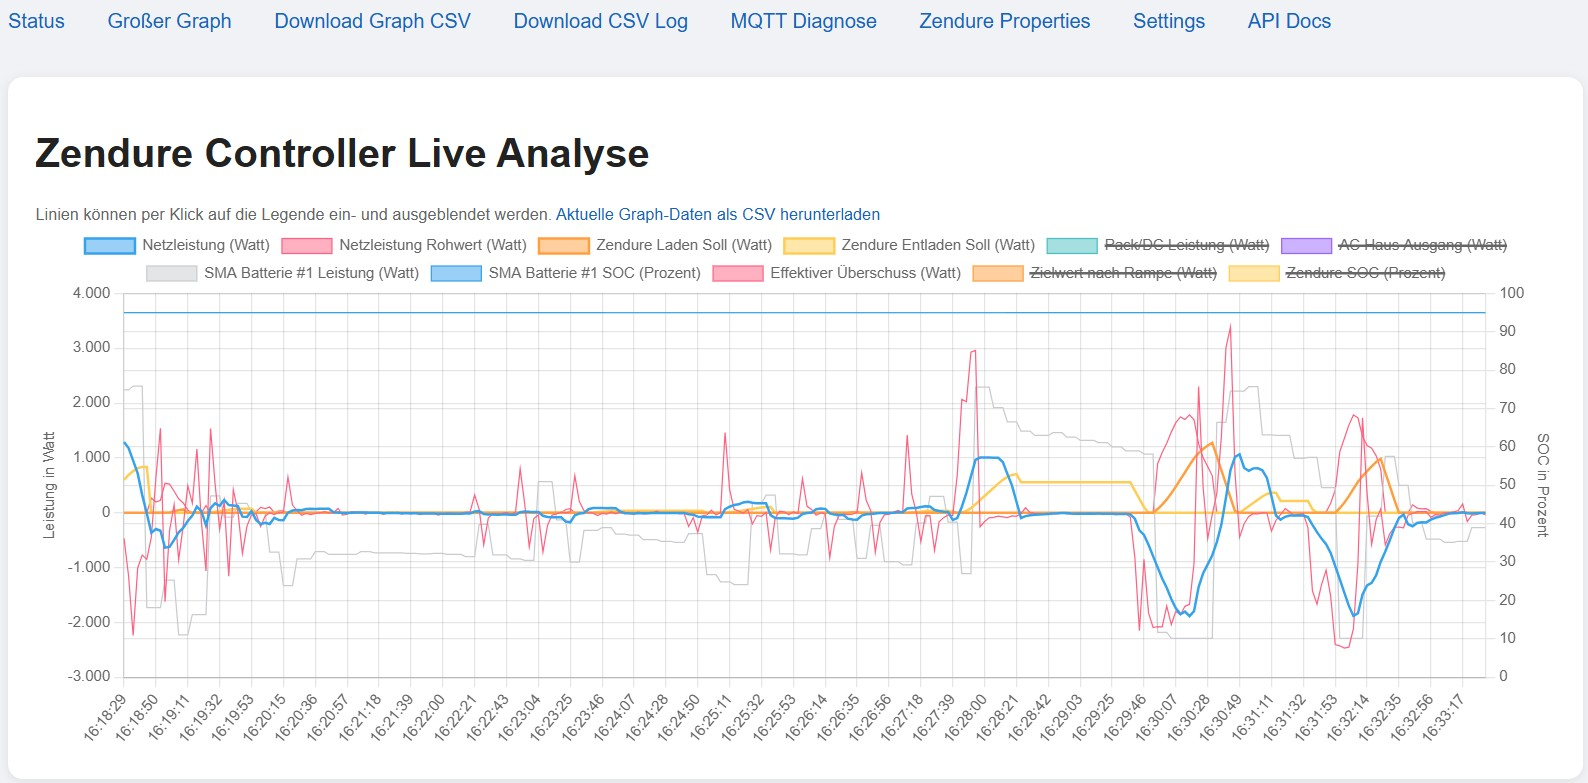 Status Großer Graph Download Graph CSV Download CSV Log MQTT Diagnose Zendure Properties Settings API Docs
Zendure Controller Live Analyse
Linien können per Klick auf die Legende ein- und ausgeblendet werden. Aktuelle Graph-Daten als CSV herunterladen
Netzleistung (Watt) Netzleistung Rohwert (Watt) Zendure Laden Soll (Watt) Zendure Entladen Soll (Watt) Pack/DC Leistung (Watt) AC Haus Ausgang (Watt)
SMA Batterie #1 Leistung (Watt) SMA Batterie #1 SOC (Prozent) Effektiver Überschuss (Watt) Zielwert nach Rampe (Watt) Zendure SOC (Prozent)
Leistung in Watt
4.000
3.000
2.000
1.000
0
-1.000
-2.000
-3.000
100
90
80
70
60
50
40
30
20
10
0
SOC in Prozent
16:18:29 16:18:50 16:19:11 16:19:32 16:19:53 16:20:15 16:20:36 16:20:57 16:21:18 16:21:39 16:22:00 16:22:21 16:22:43 16:23:04 16:23:25 16:23:46 16:24:07 16:24:28 16:24:50 16:25:11 16:25:32 16:25:53 16:26:14 16:26:35 16:26:56 16:27:18 16:27:39 16:28:00 16:28:21 16:28:42 16:29:03 16:29:25 16:29:46 16:30:07 16:30:28 16:30:49 16:31:11 16:31:32 16:31:53 16:32:14 16:32:35 16:32:56 16:33:17